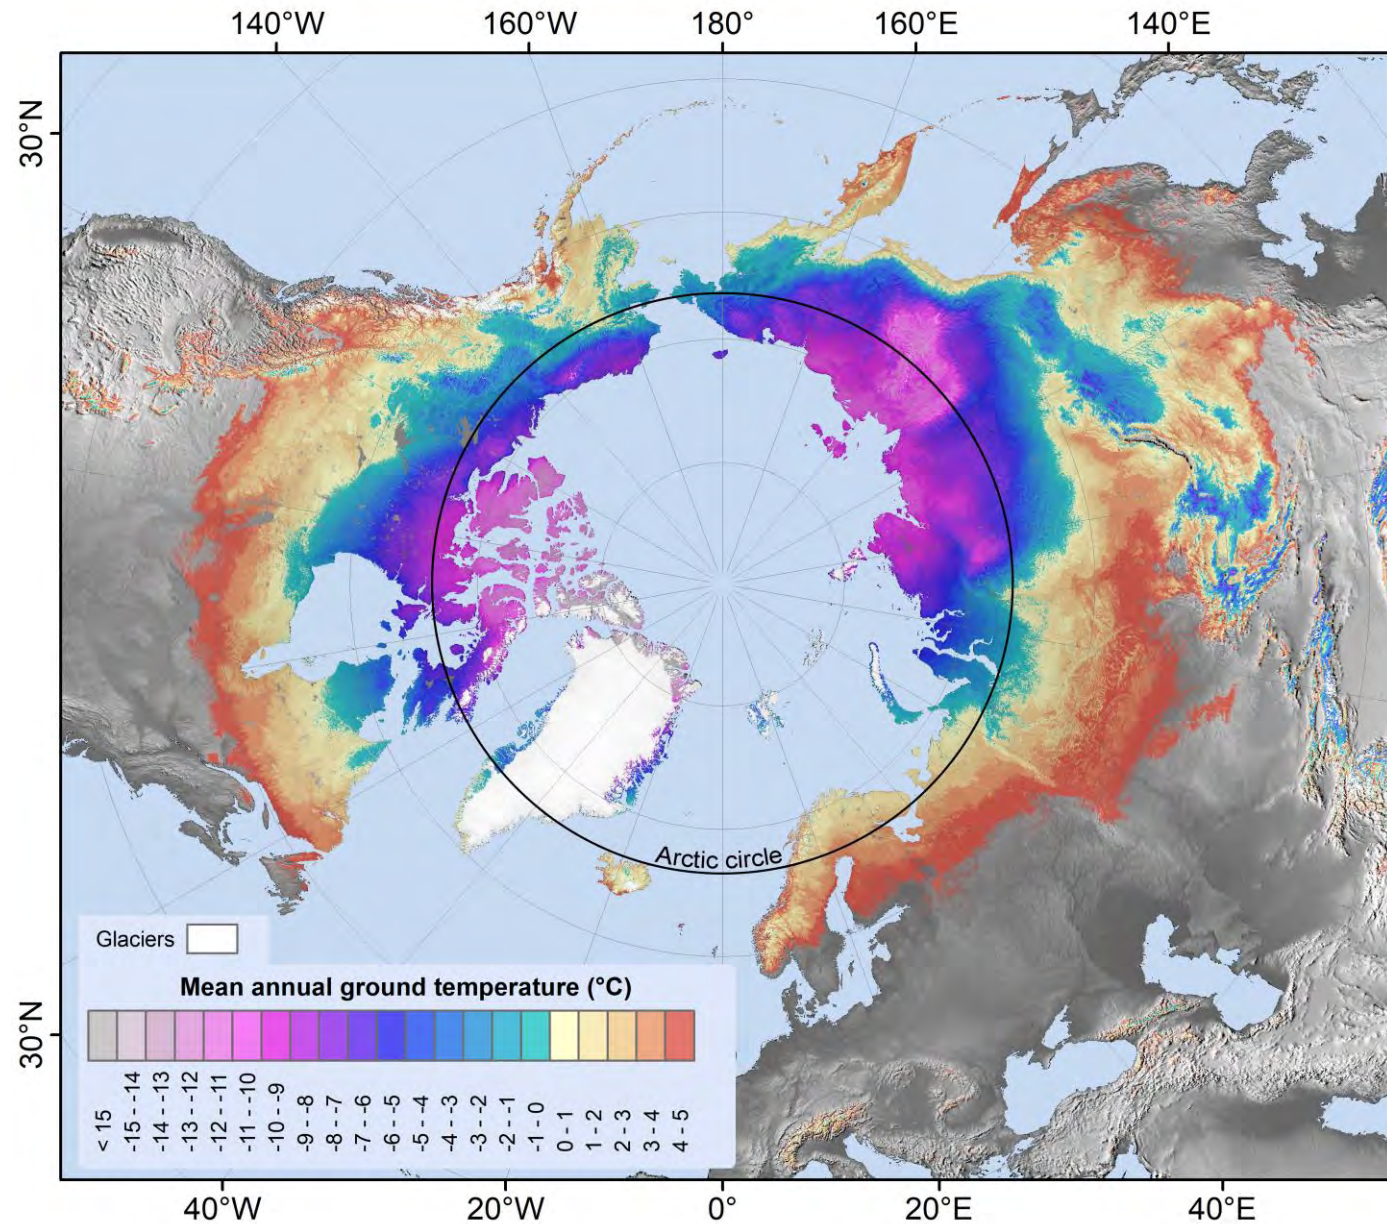 140°W 160°W 180° 160°E 140°E
30°N
Arctic circle
Glaciers
Mean annual ground temperature (°C)
< 15
-15 - -14
-14 - -13
-13 - -12
-12 - -11
-11 - -10
-10 - -9
-9 - -8
-8 - -7
-7 - -6
-6 - -5
-5 - -4
-4 - -3
-3 - -2
-2 - -1
-1 - 0
0 - 1
1 - 2
2 - 3
3 - 4
4 - 5
30°N
40°W 20°W 0° 20°E 40°E